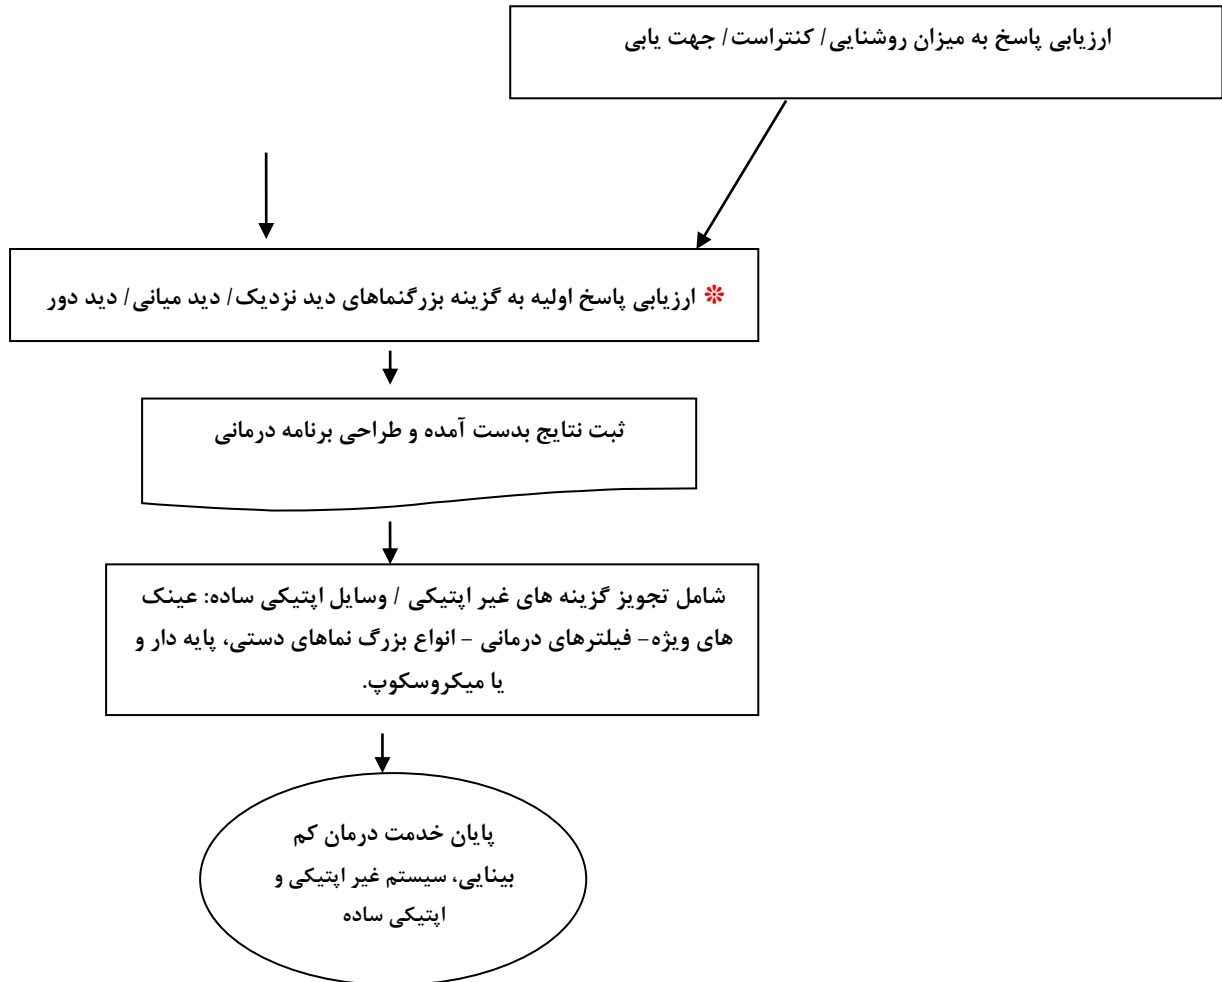 ارزیابی پاسخ به میزان روشنایی/ کنتراست/ جهت یابی
❊ ارزیابی پاسخ اولیه به گزینه بزرگنماهای دید نزدیک/ دید میانی/ دید دور
ثبت نتایج بدست آمده و طراحی برنامه درمانی
شامل تجویز گزینه های غیر اپتیکی / وسایل اپتیکی ساده: عینک
های ویژه- فیلترهای درمانی - انواع بزرگ نماهای دستی، پایه دار و
یا میکروسکوپ.
پایان خدمت درمان کم
بینایی، سیستم غیر اپتیکی و
اپتیکی ساده